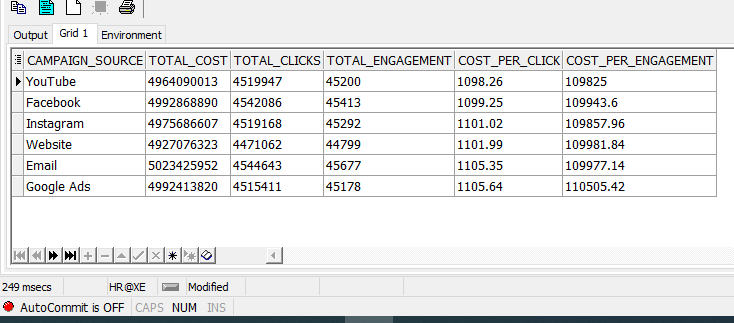 Output Grid 1 Environment
CAMPAIGN_SOURCE TOTAL_COST TOTAL_CLICKS TOTAL_ENGAGEMENT COST_PER_CLICK COST_PER_ENGAGEMENT
YouTube 4964090013 4519947 45200 1098.26 109825
Facebook 4992868890 4542086 45413 1099.25 109943.6
Instagram 4975686607 4519168 45292 1101.02 109857.96
Website 4927076323 4471062 44799 1101.99 109981.84
Email 5023425952 4544643 45677 1105.35 109977.14
Google Ads 4992413820 4515411 45178 1105.64 110505.42
249 msecs HR@XE Modified
AutoCommit is OFF CAPS NUM INS